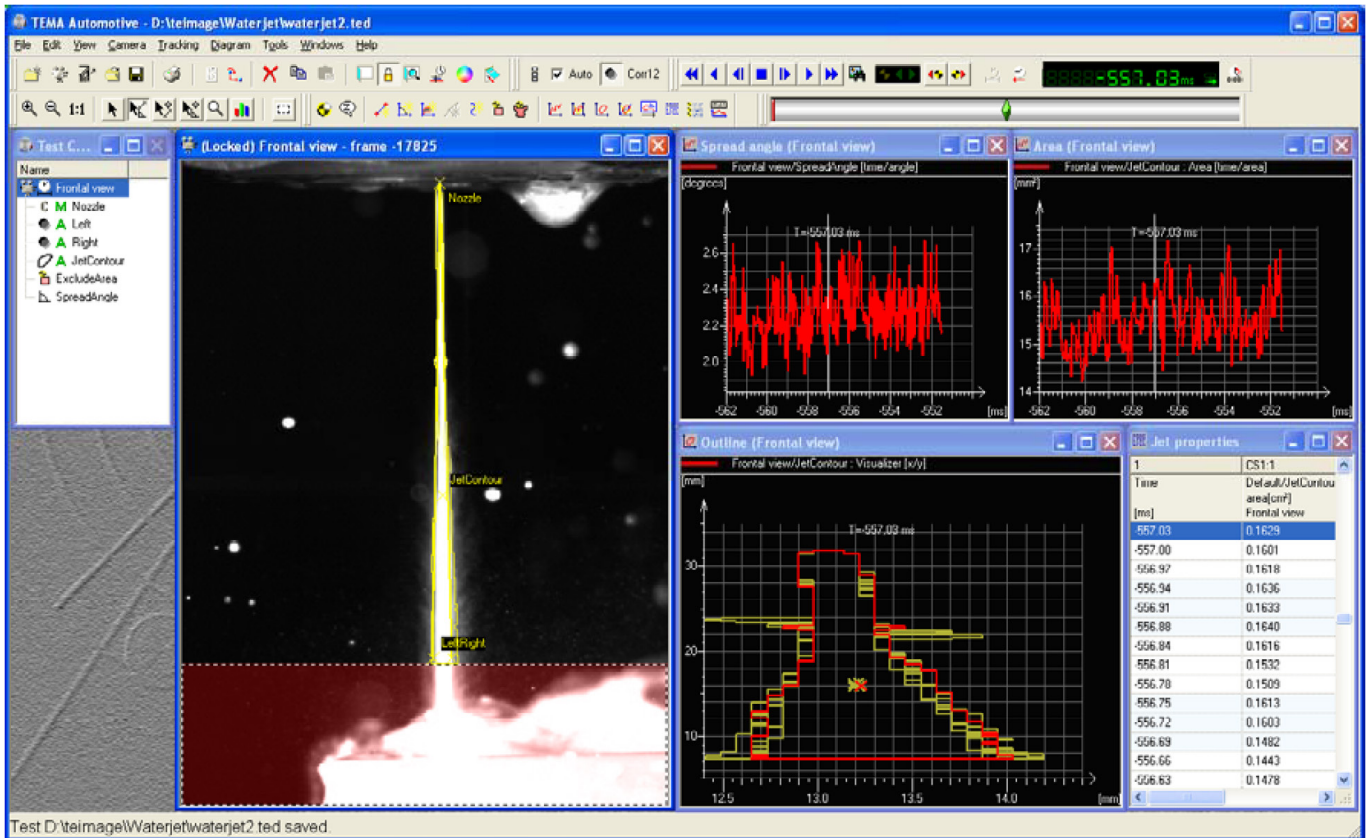 TEMA Automotive - D:\teimage\Waterjet\waterjet2.ted
File Edit View Camera Tracking Diagram Tools Windows Help
Auto Corr12
-557.03 ms
1:1
Test C...
Name
Frontal view
C M Nozzle
A Left
A Right
A JetContour
ExcludeArea
SpreadAngle
(Locked) Frontal view - frame -17825
Nozzle
JetContour
LeftRight
Spread angle (Frontal view)
Frontal view/SpreadAngle [time/angle]
[degrees]
T=-557.03 ms
2.6
2.4
2.2
2.0
-562 -560 -558 -556 -554 -552 [ms]
Area (Frontal view)
Frontal view/JetContour : Area [time/area]
[mm²]
T=-557.03 ms
17
16
15
14
-562 -560 -558 -556 -554 -552 [ms]
Outline (Frontal view)
Frontal view/JetContour : Visualizer [x/y]
[mm]
T=-557.03 ms
30
20
10
12.5 13.0 13.5 14.0 [mm]
Jet properties
1 CS1:1
Time Default/JetContou
area[cm²]
[ms] Frontal view
-557.03 0.1629
-557.00 0.1601
-556.97 0.1618
-556.94 0.1636
-556.91 0.1633
-556.88 0.1640
-556.84 0.1616
-556.81 0.1532
-556.78 0.1509
-556.75 0.1613
-556.72 0.1603
-556.69 0.1482
-556.66 0.1443
-556.63 0.1478
Test D:\teimage\Waterjet\waterjet2.ted saved.